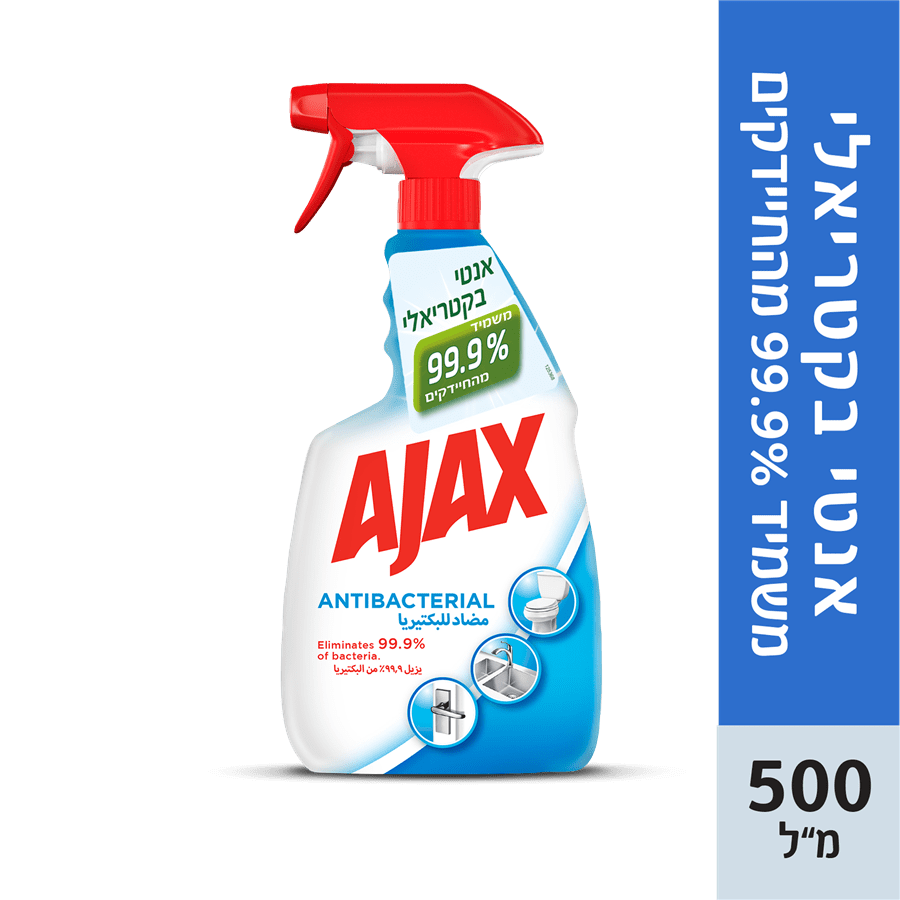 אנטי
בקטריאלי
משמיד
99.9%
מהחיידקים
AJAX
ANTIBACTERIAL
مضاد للبكتيريا
Eliminates 99.9%
of bacteria.
يزيل ٩٩,٩٪ من البكتيريا
אנטי בקטריאלי
משמיד 99.9% מהחיידקים
500
מ"ל